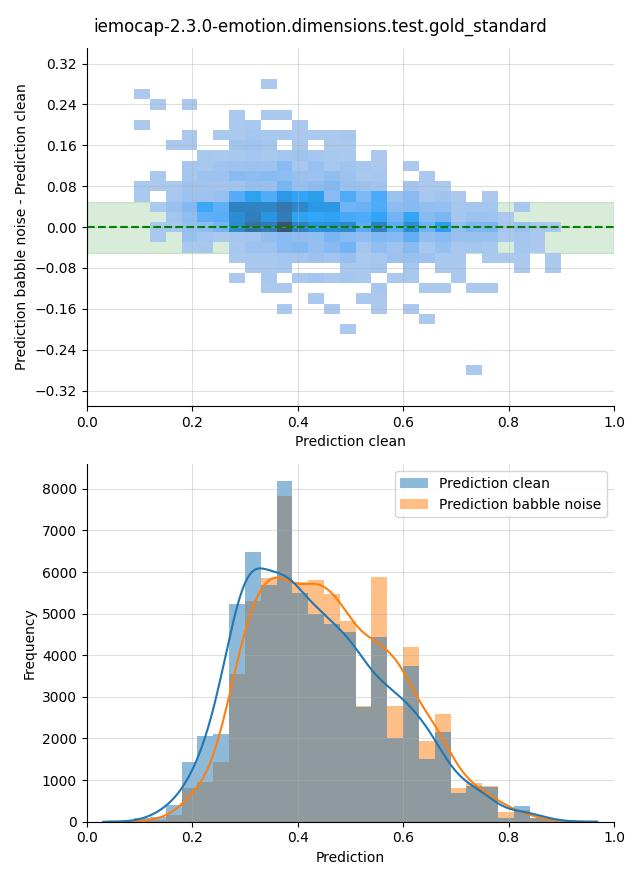 iemocap-2.3.0-emotion.dimensions.test.gold_standard
Prediction babble noise - Prediction clean
0.32
0.24
0.16
0.08
0.00
−0.08
−0.16
−0.24
−0.32
0.0 0.2 0.4 0.6 0.8 1.0
Prediction clean
Prediction clean
Prediction babble noise
Frequency
8000
7000
6000
5000
4000
3000
2000
1000
0
0.0 0.2 0.4 0.6 0.8 1.0
Prediction